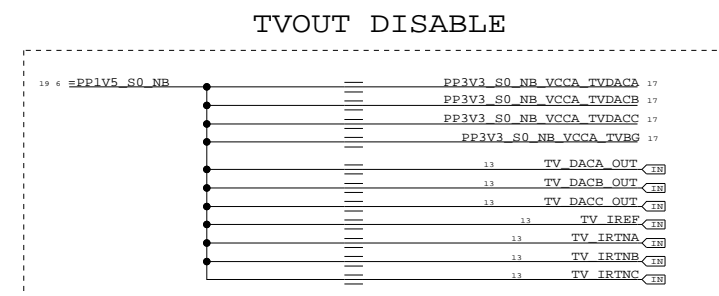 TVOUT DISABLE
19 6 =PP1V5_S0_NB
PP3V3_S0_NB_VCCA_TVDACA 17
PP3V3_S0_NB_VCCA_TVDACB 17
PP3V3_S0_NB_VCCA_TVDACC 17
PP3V3_S0_NB_VCCA_TVBG 17
13 TV_DACA_OUT IN
13 TV_DACB_OUT IN
13 TV_DACC_OUT IN
13 TV_IREF IN
13 TV_IRTNA IN
13 TV_IRTNB IN
13 TV_IRTNC IN